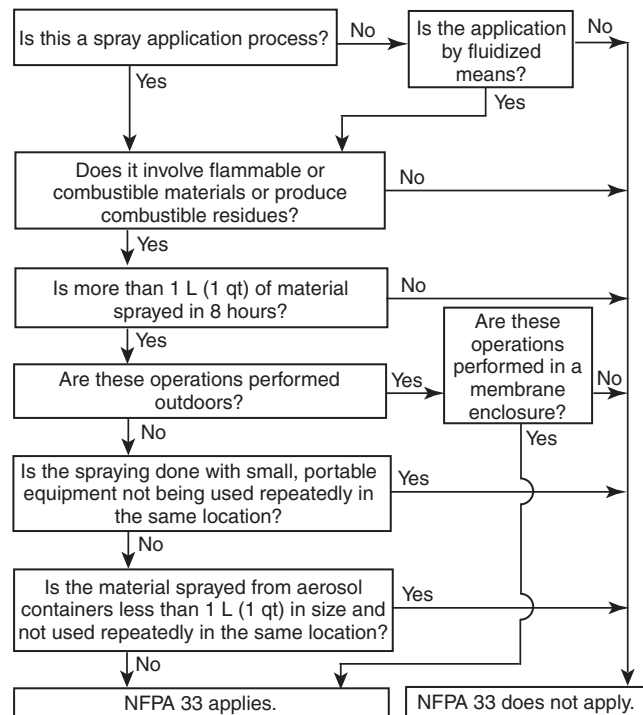 Is this a spray application process?
No
Is the application
by fluidized
means?
No
Yes
Yes
Does it involve flammable or
combustible materials or produce
combustible residues?
No
Yes
Is more than 1 L (1 qt) of material
sprayed in 8 hours?
No
Yes
Are these operations performed
outdoors?
Yes
Are these
operations
performed in a
membrane
enclosure?
No
No
Yes
Is the spraying done with small, portable
equipment not being used repeatedly in
the same location?
Yes
No
Is the material sprayed from aerosol
containers less than 1 L (1 qt) in size and
not used repeatedly in the same location?
Yes
No
NFPA 33 applies.
NFPA 33 does not apply.